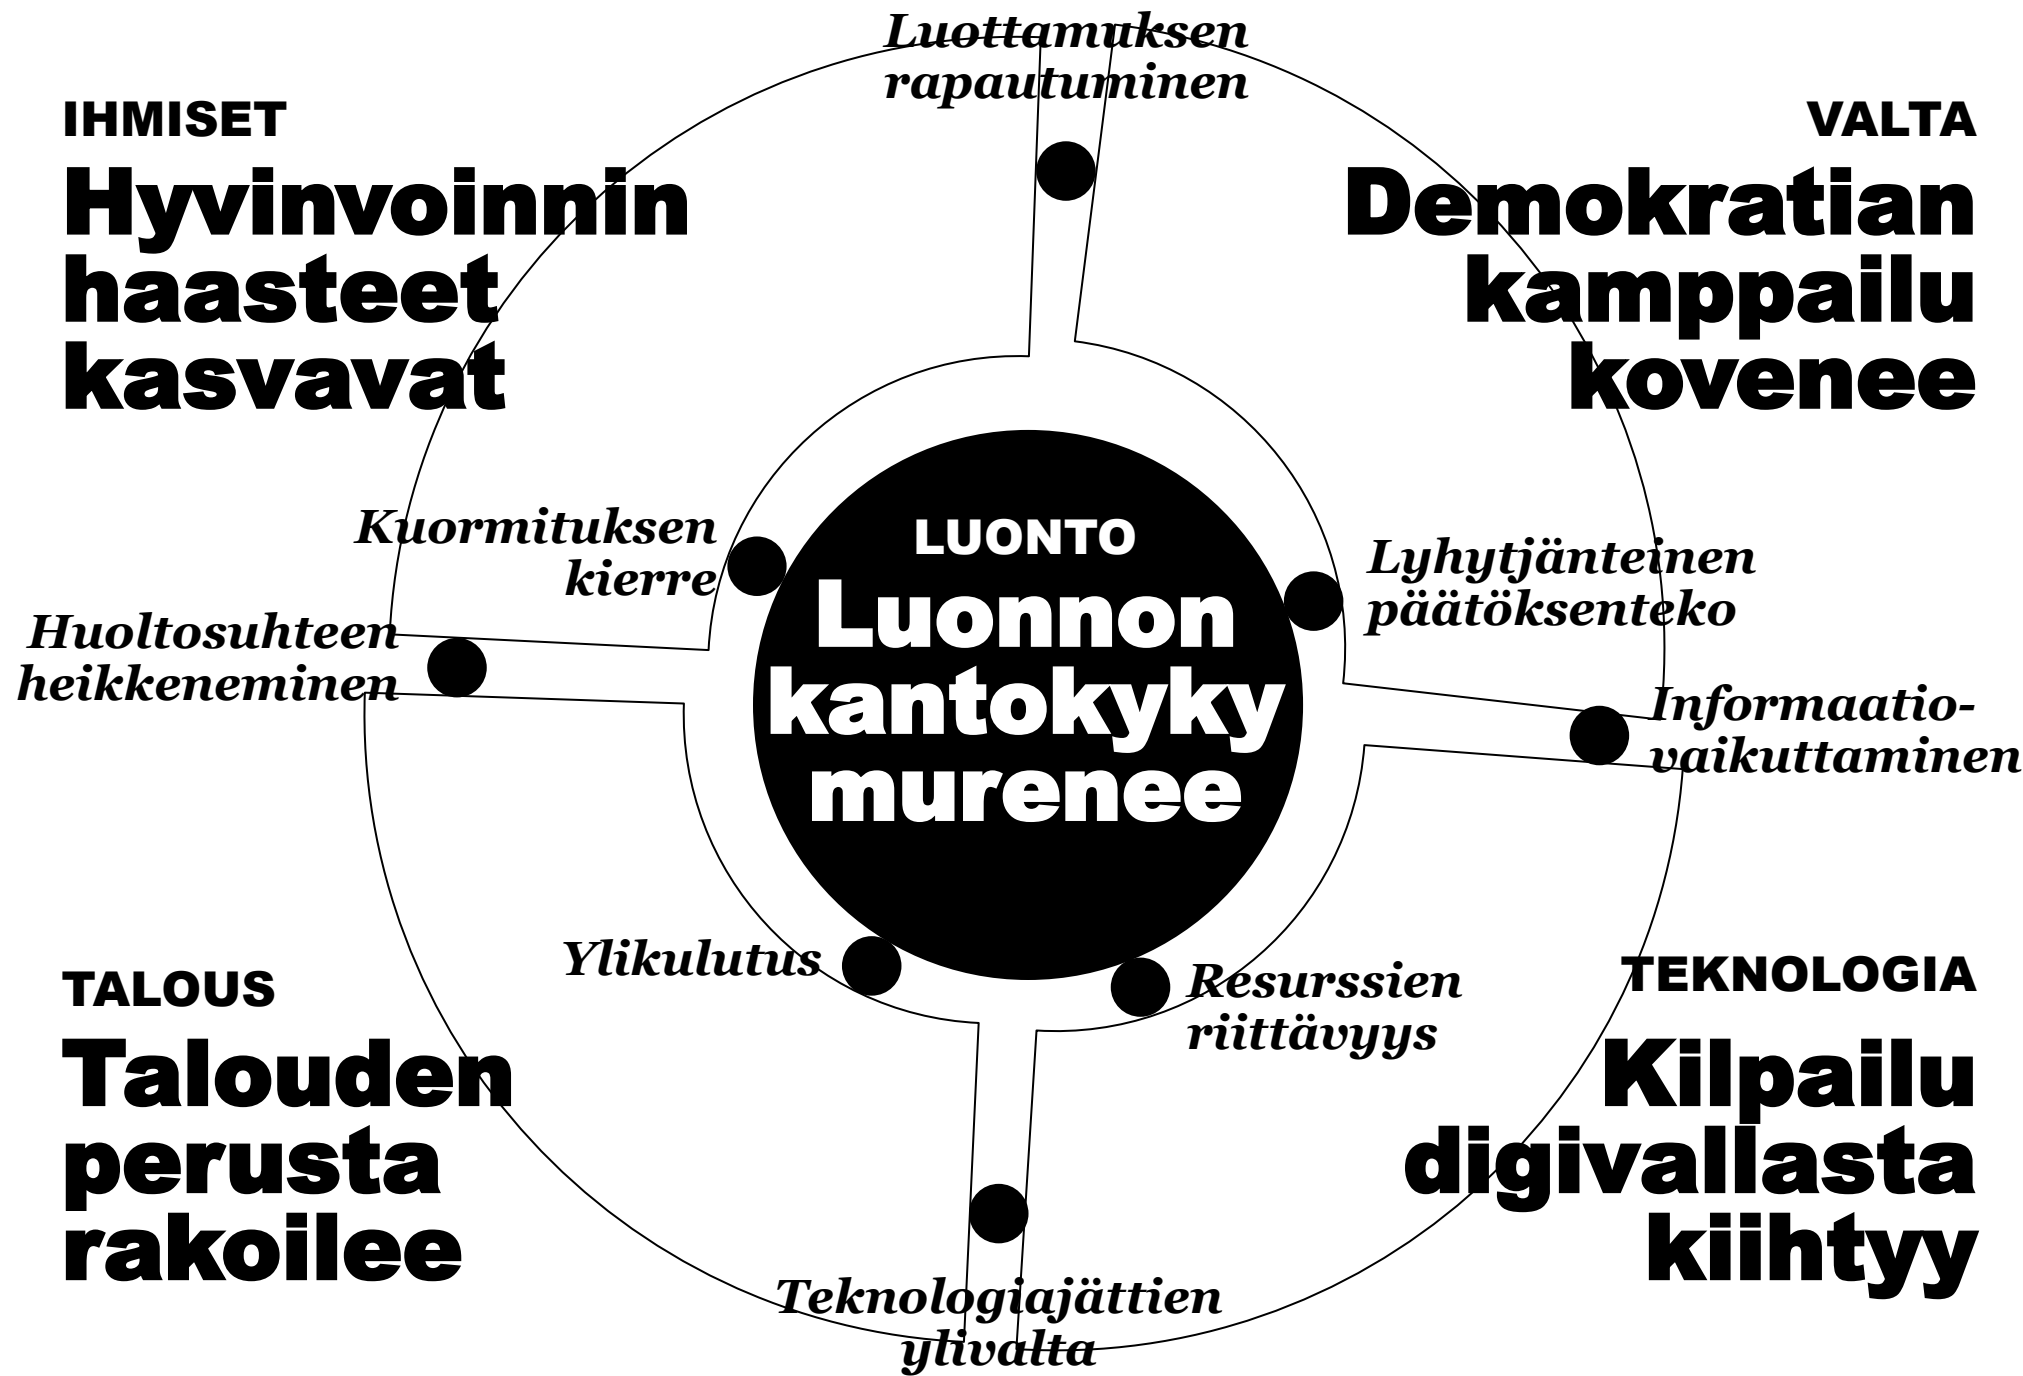 Luottamuksen
rapautuminen
IHMISET
Hyvinvoinnin
haasteet
kasvavat
VALTA
Demokratian
kamppailu
kovenee
Kuormituksen
kierre
Huoltosuhteen
heikkeneminen
LUONTO
Luonnon
kantokyky
murenee
Lyhytjänteinen
päätöksenteko
Informaatio-
vaikuttaminen
Ylikulutus
Resurssien
riittävyys
TALOUS
Talouden
perusta
rakoilee
TEKNOLOGIA
Kilpailu
digivallasta
kiihtyy
Teknologiajättien
ylivalta